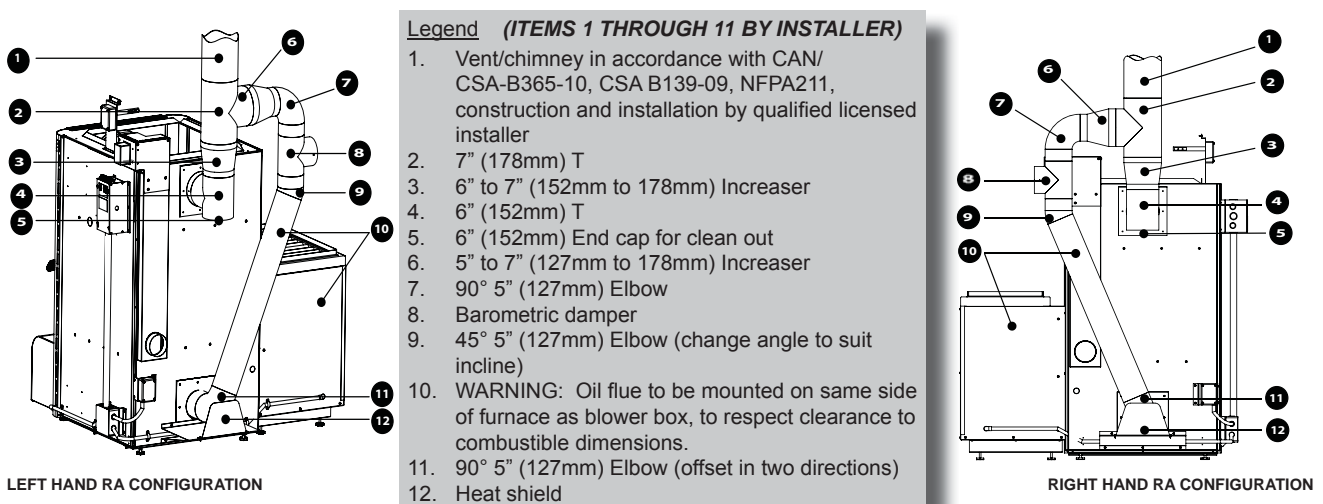 1
2
3
4
5
6
7
8
9
10
11
12
LEFT HAND RA CONFIGURATION
Legend (ITEMS 1 THROUGH 11 BY INSTALLER)
1. Vent/chimney in accordance with CAN/
CSA-B365-10, CSA B139-09, NFPA211,
construction and installation by qualified licensed
installer
2. 7” (178mm) T
3. 6” to 7” (152mm to 178mm) Increaser
4. 6” (152mm) T
5. 6” (152mm) End cap for clean out
6. 5” to 7” (127mm to 178mm) Increaser
7. 90° 5” (127mm) Elbow
8. Barometric damper
9. 45° 5” (127mm) Elbow (change angle to suit
incline)
10. WARNING: Oil flue to be mounted on same side
of furnace as blower box, to respect clearance to
combustible dimensions.
11. 90° 5” (127mm) Elbow (offset in two directions)
12. Heat shield
1
2
3
4
5
6
7
8
9
10
11
12
RIGHT HAND RA CONFIGURATION